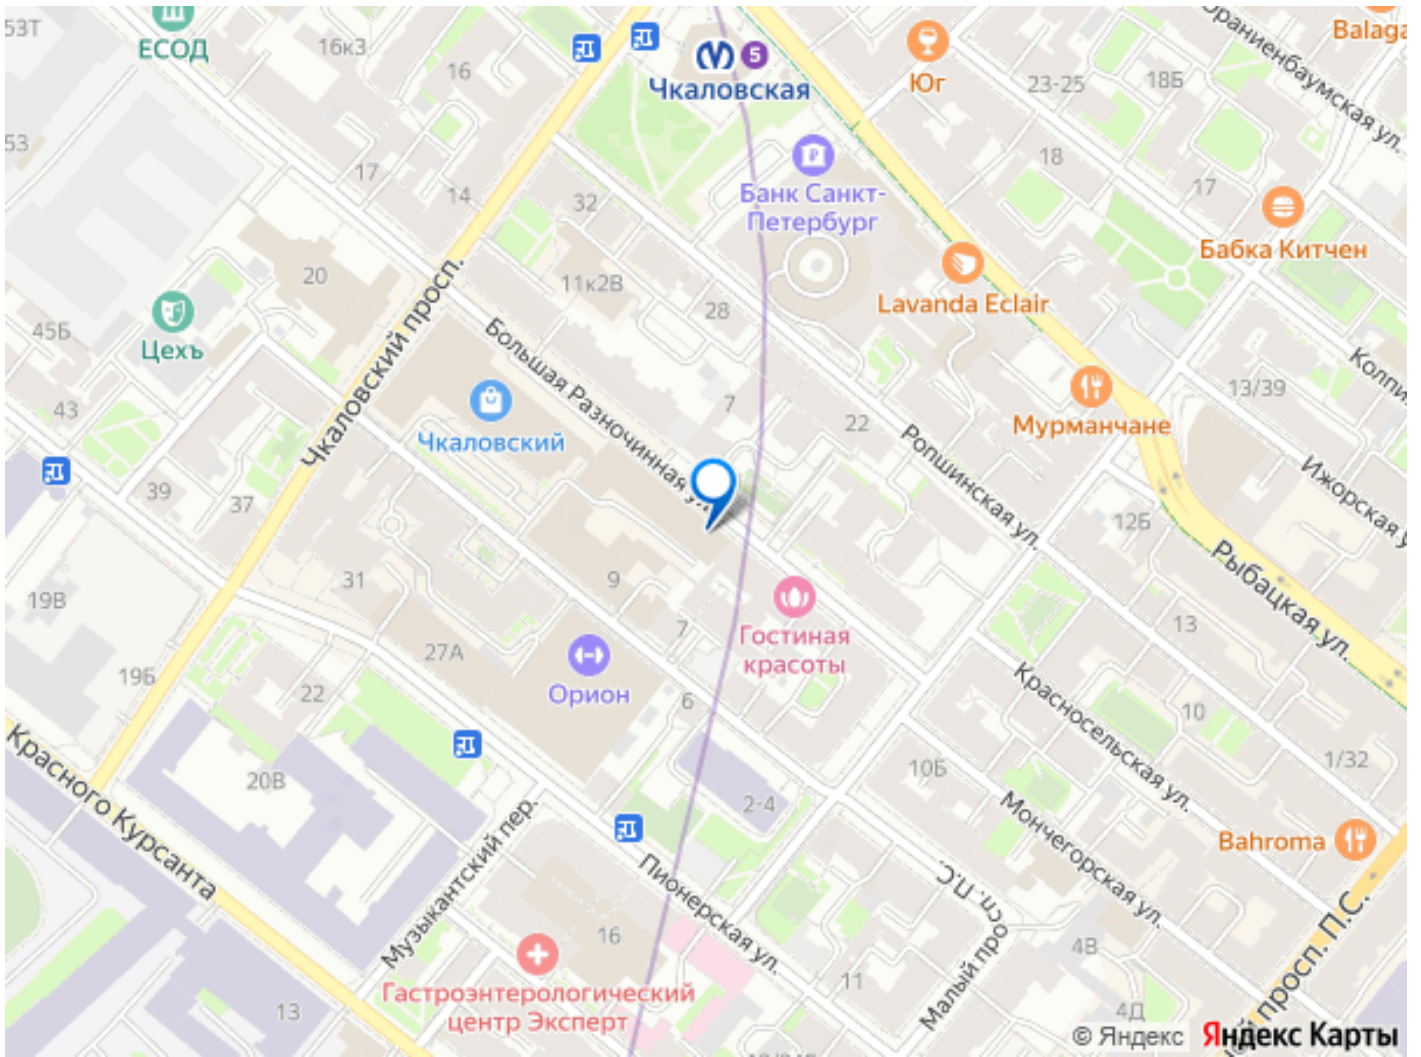 53Т
ЕСОД
16к3
16
5
Чкаловская
Юг
23-25
18Б
Ораниенбаумская ул.
Balaga
53
17
14
32
Банк Санкт-
Петербург
18
17
Бабка Китчен
20
Чкаловский просп.
11к2В
28
Lavanda Eclair
45Б
Цехъ
Большая Разночинная ул.
43
Чкаловский
7
22
Мурманчане
13/39
Ропшинская ул.
Ижорская у
39
37
12Б
Рыбацкая ул.
19В
31
9
Гостиная
красоты
7
13
27А
Орион
6
19Б
22
Красносельская ул.
10
1/32
Красного Курсанта
20В
10Б
2-4
Мончегорская ул.
Bahroma
Музыкантский пер.
Пионерская ул.
Малый просп. П.С.
16
11
4В
Гастроэнтерологический
центр Эксперт
13
4Д
просп. П.С.
© Яндекс
Яндекс Карты